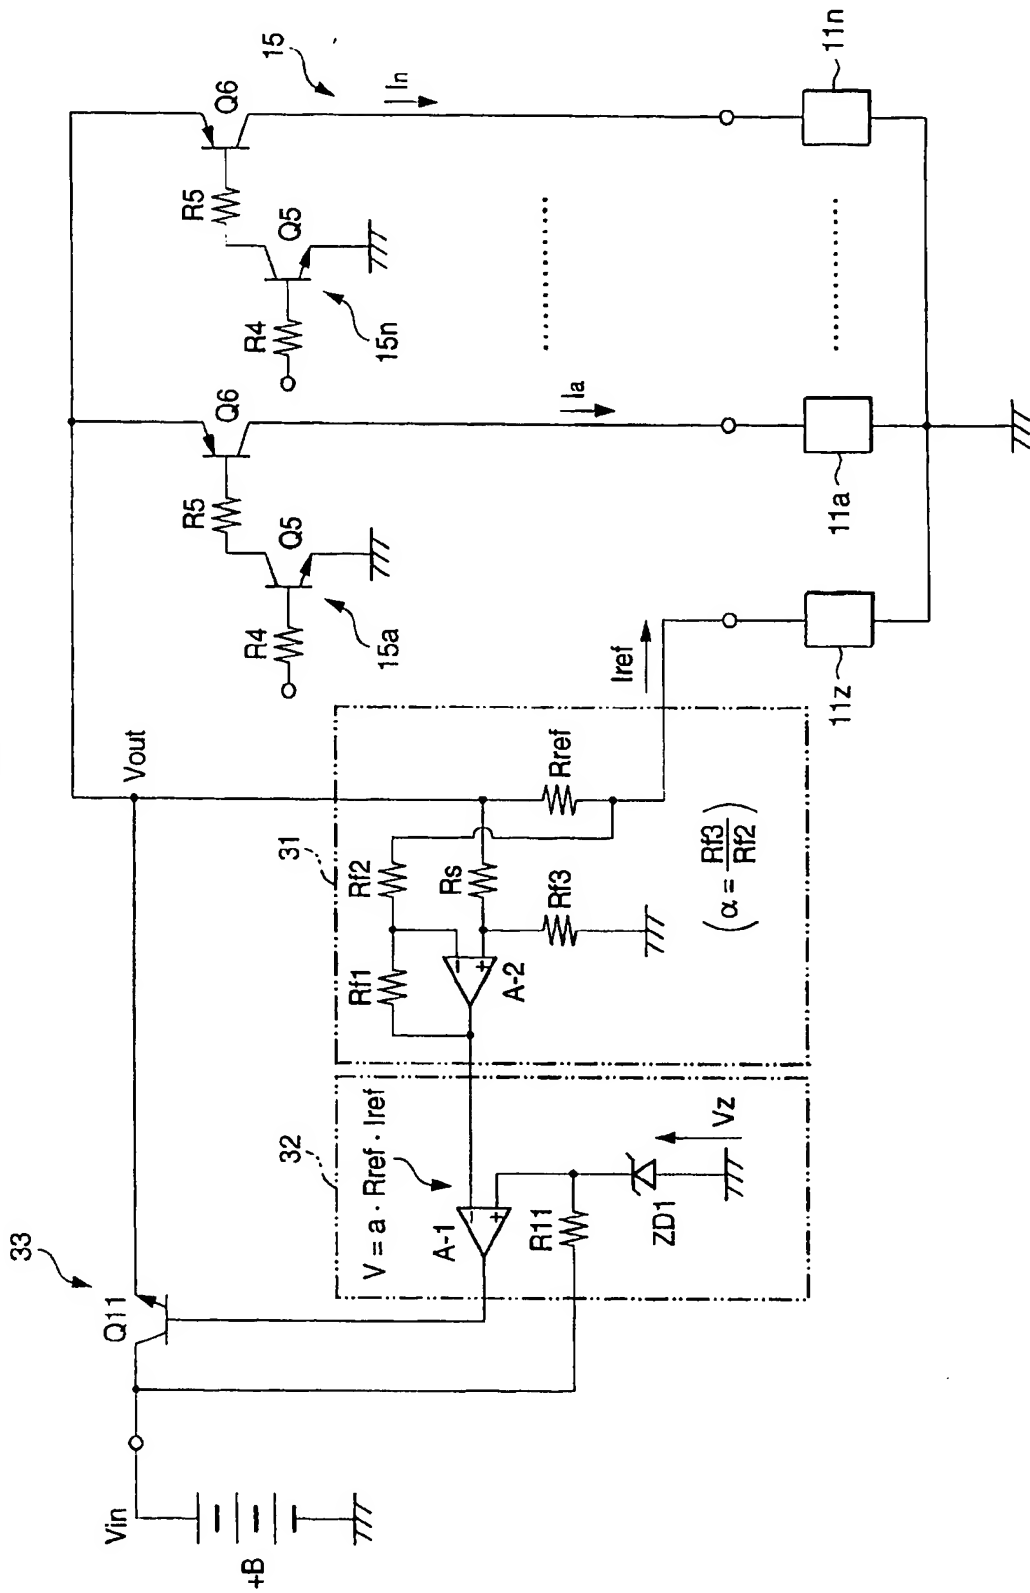 33
Q11
Vin
+B
Vout
32
V = a · Rref · Iref
A-1
R11
ZD1
Vz
31
Rf1
Rf2
Rs
Rf3
A-2
Rref
(α = Rf3
Rf2)
Iref
11z
R4
Q5
R5
Q6
15a
Ia
11a
R4
Q5
R5
Q6
15n
15
In
11n